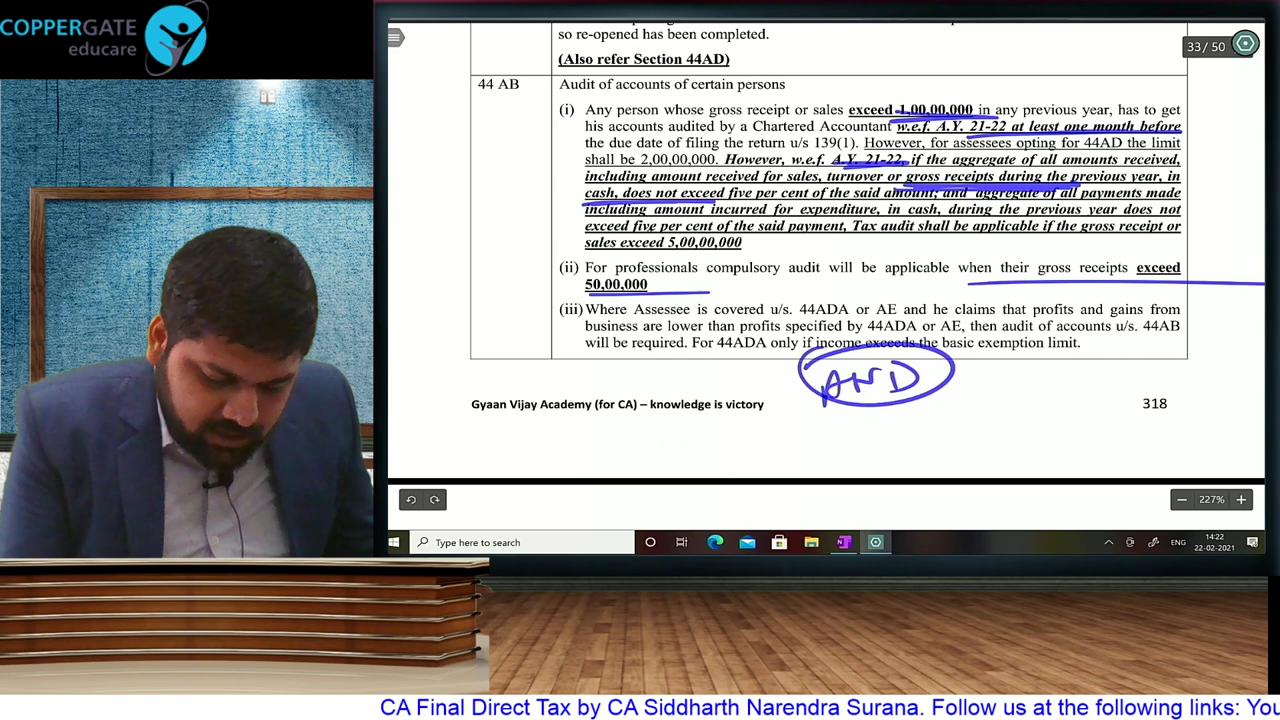 COPPERGATE
educare
so re-opened has been completed.
(Also refer Section 44AD)
33 / 50
44 AB
Audit of accounts of certain persons
(i) Any person whose gross receipt or sales exceed 1,00,00,000 in any previous year, has to get
his accounts audited by a Chartered Accountant w.e.f. A.Y. 21-22 at least one month before
the due date of filing the return u/s 139(1). However, for assessees opting for 44AD the limit
shall be 2,00,00,000. However, w.e.f. A.Y. 21-22, if the aggregate of all amounts received,
including amount received for sales, turnover or gross receipts during the previous year, in
cash, does not exceed five per cent of the said amount; and aggregate of all payments made
including amount incurred for expenditure, in cash, during the previous year does not
exceed five per cent of the said payment, Tax audit shall be applicable if the gross receipt or
sales exceed 5,00,00,000
(ii) For professionals compulsory audit will be applicable when their gross receipts exceed
50,00,000
(iii) Where Assessee is covered u/s. 44ADA or AE and he claims that profits and gains from
business are lower than profits specified by 44ADA or AE, then audit of accounts u/s. 44AB
will be required. For 44ADA only if income exceeds the basic exemption limit.
AND
Gyaan Vijay Academy (for CA) – knowledge is victory
318
227%
Type here to search
ENG
14:22
22-02-2021
CA Final Direct Tax by CA Siddharth Narendra Surana. Follow us at the following links: You